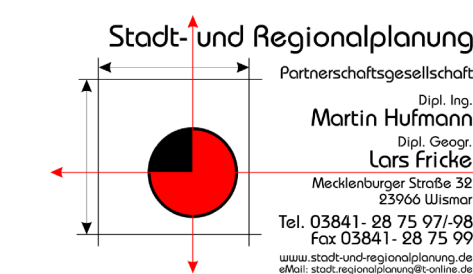 Stadt- und Regionalplanung
Partnerschaftsgesellschaft
Dipl. Ing.
Martin Hufmann
Dipl. Geogr.
Lars Fricke
Mecklenburger Straße 32
23966 Wismar
Tel. 03841- 28 75 97/-98
Fax 03841- 28 75 99
www.stadt-und-regionalplanung.de
eMail: stadt.regionalplanung@t-online.de